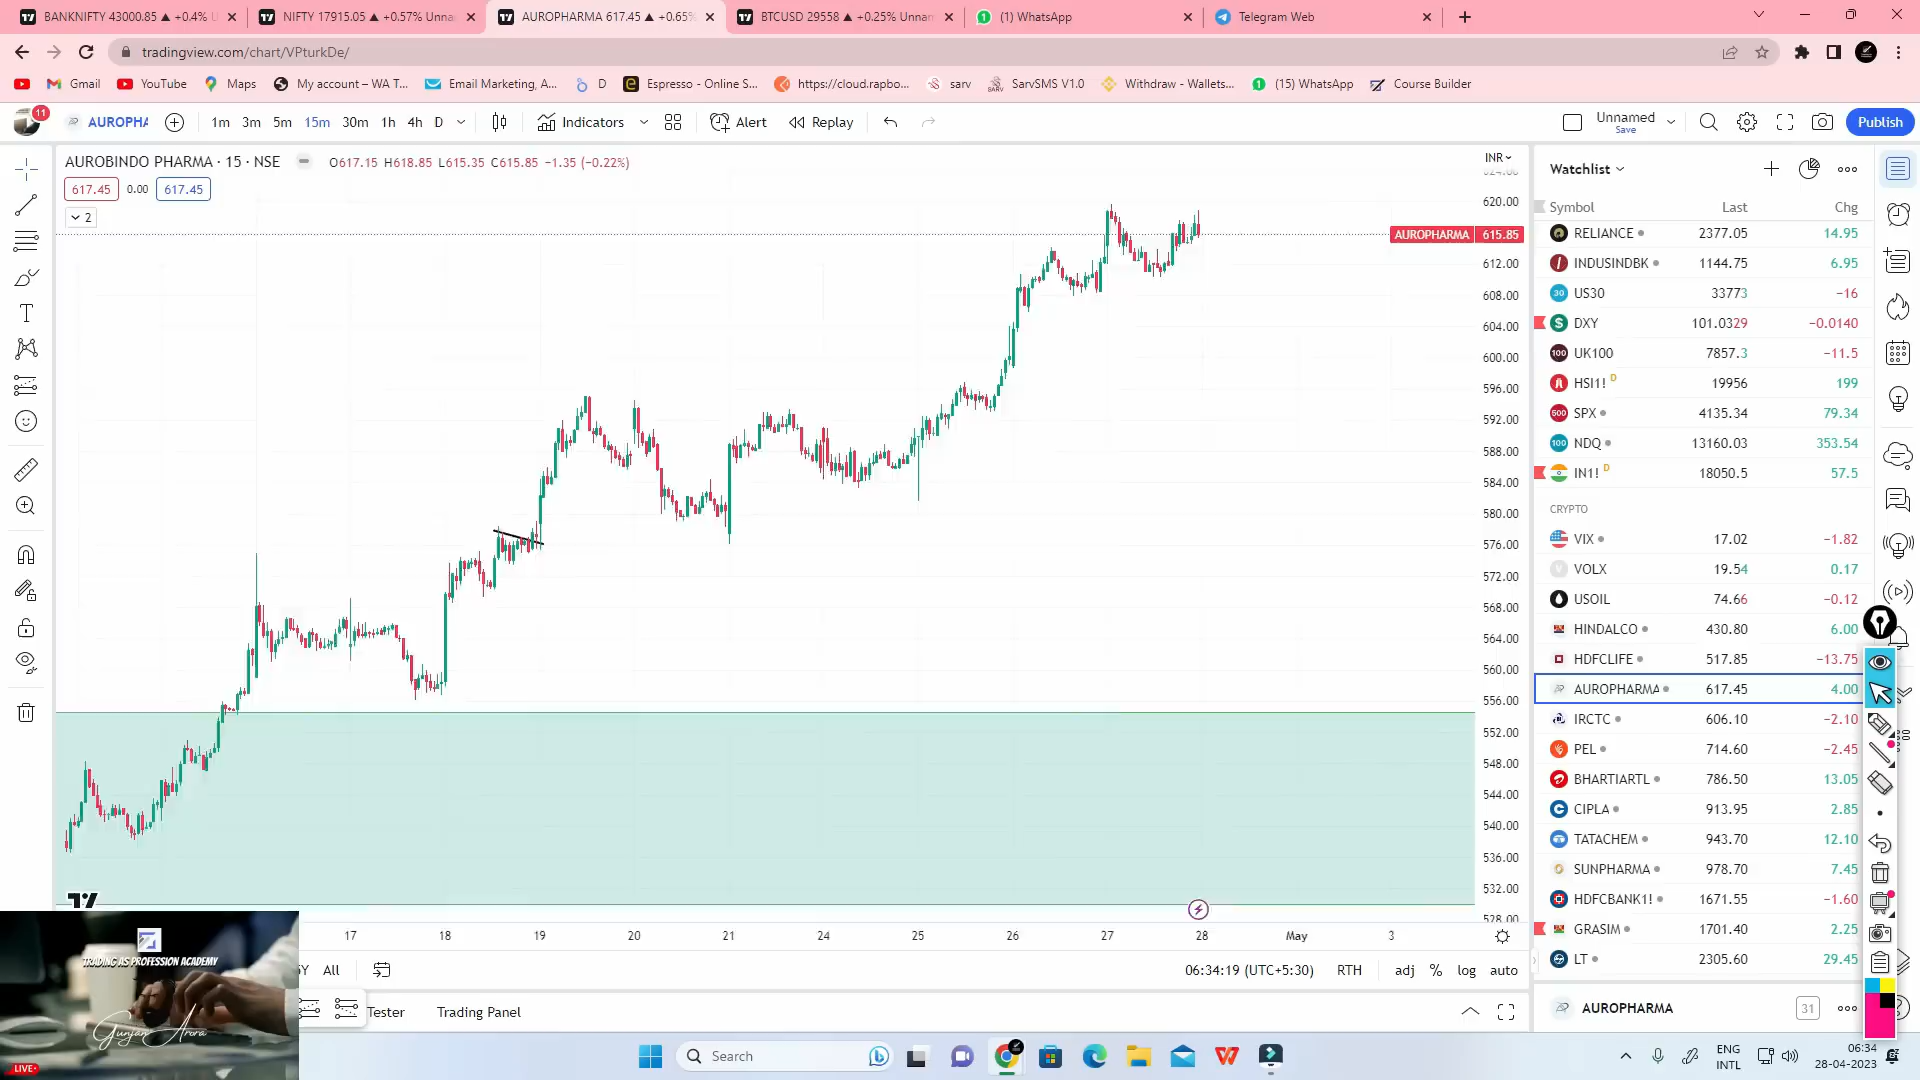 BANKNIFTY 43000.85 ▲ +0.4% U
NIFTY 17915.05 ▲ +0.57% Unna
AUROPHARMA 617.45 ▲ +0.65%
BTCUSD 29558 ▲ +0.25% Unnan
(1) WhatsApp
Telegram Web
tradingview.com/chart/VPturkDe/
Gmail
YouTube
Maps
My account – WA T...
Email Marketing, A...
D
Espresso - Online S...
https://cloud.rapbo...
sarv
SarvSMS V1.0
Withdraw - Wallets...
(15) WhatsApp
Course Builder
11
AUROPHA
1m 3m 5m 15m 30m 1h 4h D
Indicators
Alert
Replay
Unnamed
Save
Publish
AUROBINDO PHARMA · 15 · NSE
O617.15 H618.85 L615.35 C615.85 −1.35 (−0.22%)
617.45 0.00 617.45
2
INR
624.00
620.00
AUROPHARMA 615.85
612.00
608.00
604.00
600.00
596.00
592.00
588.00
584.00
580.00
576.00
572.00
568.00
564.00
560.00
556.00
552.00
548.00
544.00
540.00
536.00
532.00
528.00
17 18 19 20 21 24 25 26 27 28 May 3
5Y All
06:34:19 (UTC+5:30) RTH adj % log auto
Tester
Trading Panel
Watchlist
Symbol Last Chg
RELIANCE 2377.05 14.95
INDUSINDBK 1144.75 6.95
30 US30 33773 −16
DXY 101.0329 −0.0140
100 UK100 7857.3 −11.5
HSI1! D 19956 199
500 SPX 4135.34 79.34
100 NDQ 13160.03 353.54
IN1! D 18050.5 57.5
CRYPTO
VIX 17.02 −1.82
VOLX 19.54 0.17
USOIL 74.66 −0.12
HINDALCO 430.80 6.00
HDFCLIFE 517.85 −13.75
AUROPHARMA 617.45 4.00
IRCTC 606.10 −2.10
PEL 714.60 −2.45
BHARTIARTL 786.50 13.05
CIPLA 913.95 2.85
TATACHEM 943.70 12.10
SUNPHARMA 978.70 7.45
HDFCBANK1! 1671.55 −1.60
GRASIM 1701.40 2.25
LT 2305.60 29.45
AUROPHARMA 31
TRADING AS PROFESSION ACADEMY
Gunjan Arora
LIVE
Search
ENG
INTL
06:34
28-04-2023